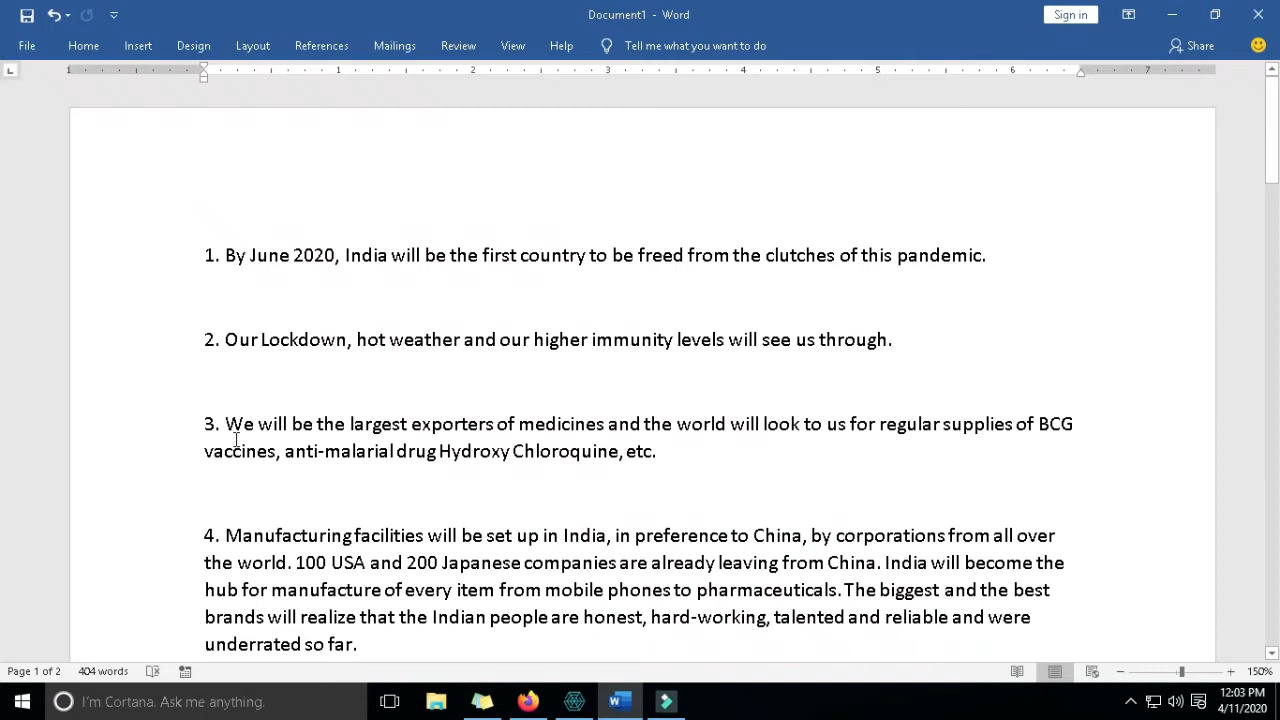 Document1 - Word
Sign in
File Home Insert Design Layout References Mailings Review View Help Tell me what you want to do Share
1 1 2 3 4 5 6 7
1. By June 2020, India will be the first country to be freed from the clutches of this pandemic.
2. Our Lockdown, hot weather and our higher immunity levels will see us through.
3. We will be the largest exporters of medicines and the world will look to us for regular supplies of BCG
vaccines, anti-malarial drug Hydroxy Chloroquine, etc.
4. Manufacturing facilities will be set up in India, in preference to China, by corporations from all over
the world. 100 USA and 200 Japanese companies are already leaving from China. India will become the
hub for manufacture of every item from mobile phones to pharmaceuticals. The biggest and the best
brands will realize that the Indian people are honest, hard-working, talented and reliable and were
underrated so far.
Page 1 of 2 404 words 150%
I'm Cortana. Ask me anything.
12:03 PM
4/11/2020